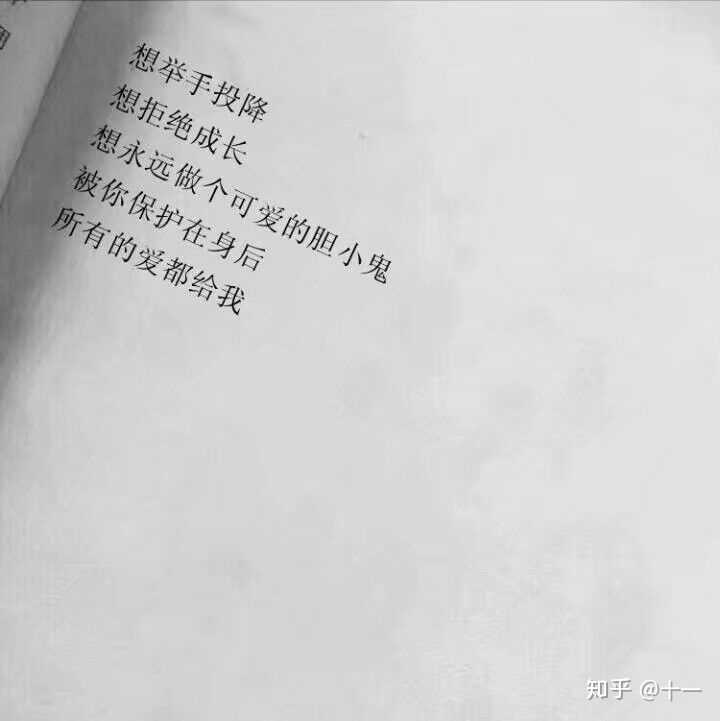 想举手投降
想拒绝成长
想永远做个可爱的胆小鬼
被你保护在身后
所有的爱都给我
知乎 @十一